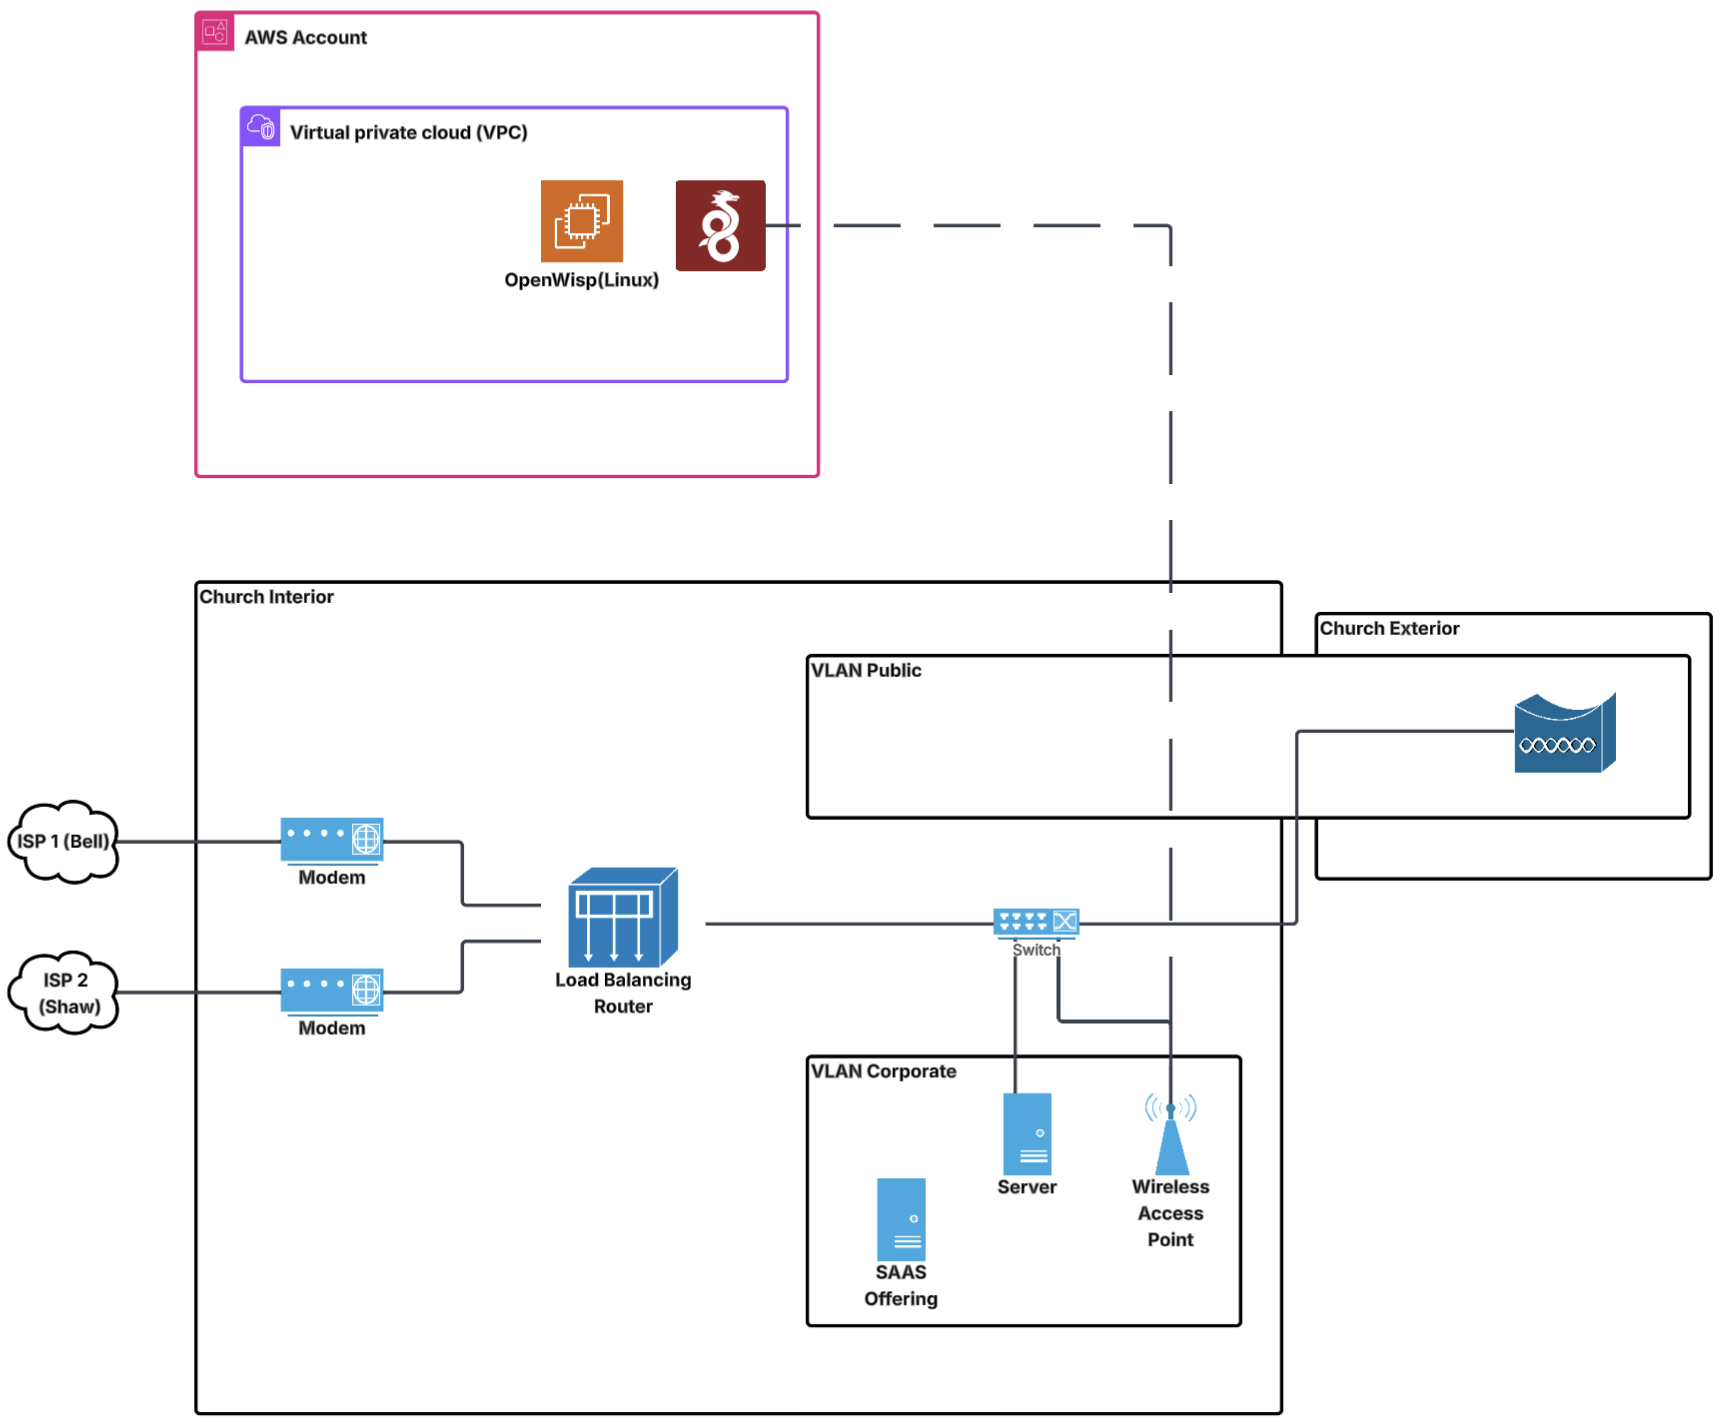 AWS Account
Virtual private cloud (VPC)
OpenWisp(Linux)
Church Interior
Church Exterior
VLAN Public
ISP 1 (Bell)
Modem
ISP 2
(Shaw)
Modem
Load Balancing
Router
Switch
VLAN Corporate
Server
Wireless
Access
Point
SAAS
Offering